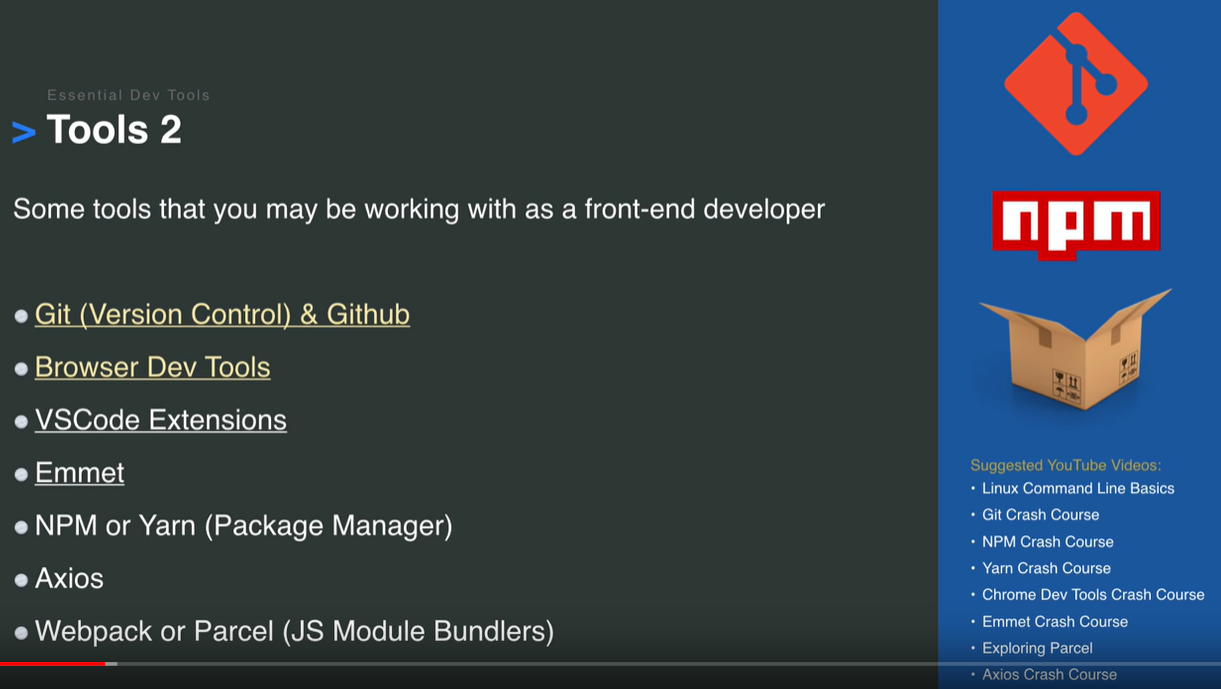 Essential Dev Tools
> Tools 2
Some tools that you may be working with as a front-end developer
• Git (Version Control) & Github
• Browser Dev Tools
• VSCode Extensions
• Emmet
• NPM or Yarn (Package Manager)
• Axios
• Webpack or Parcel (JS Module Bundlers)
npm
Suggested YouTube Videos:
• Linux Command Line Basics
• Git Crash Course
• NPM Crash Course
• Yarn Crash Course
• Chrome Dev Tools Crash Course
• Emmet Crash Course
• Exploring Parcel
• Axios Crash Course